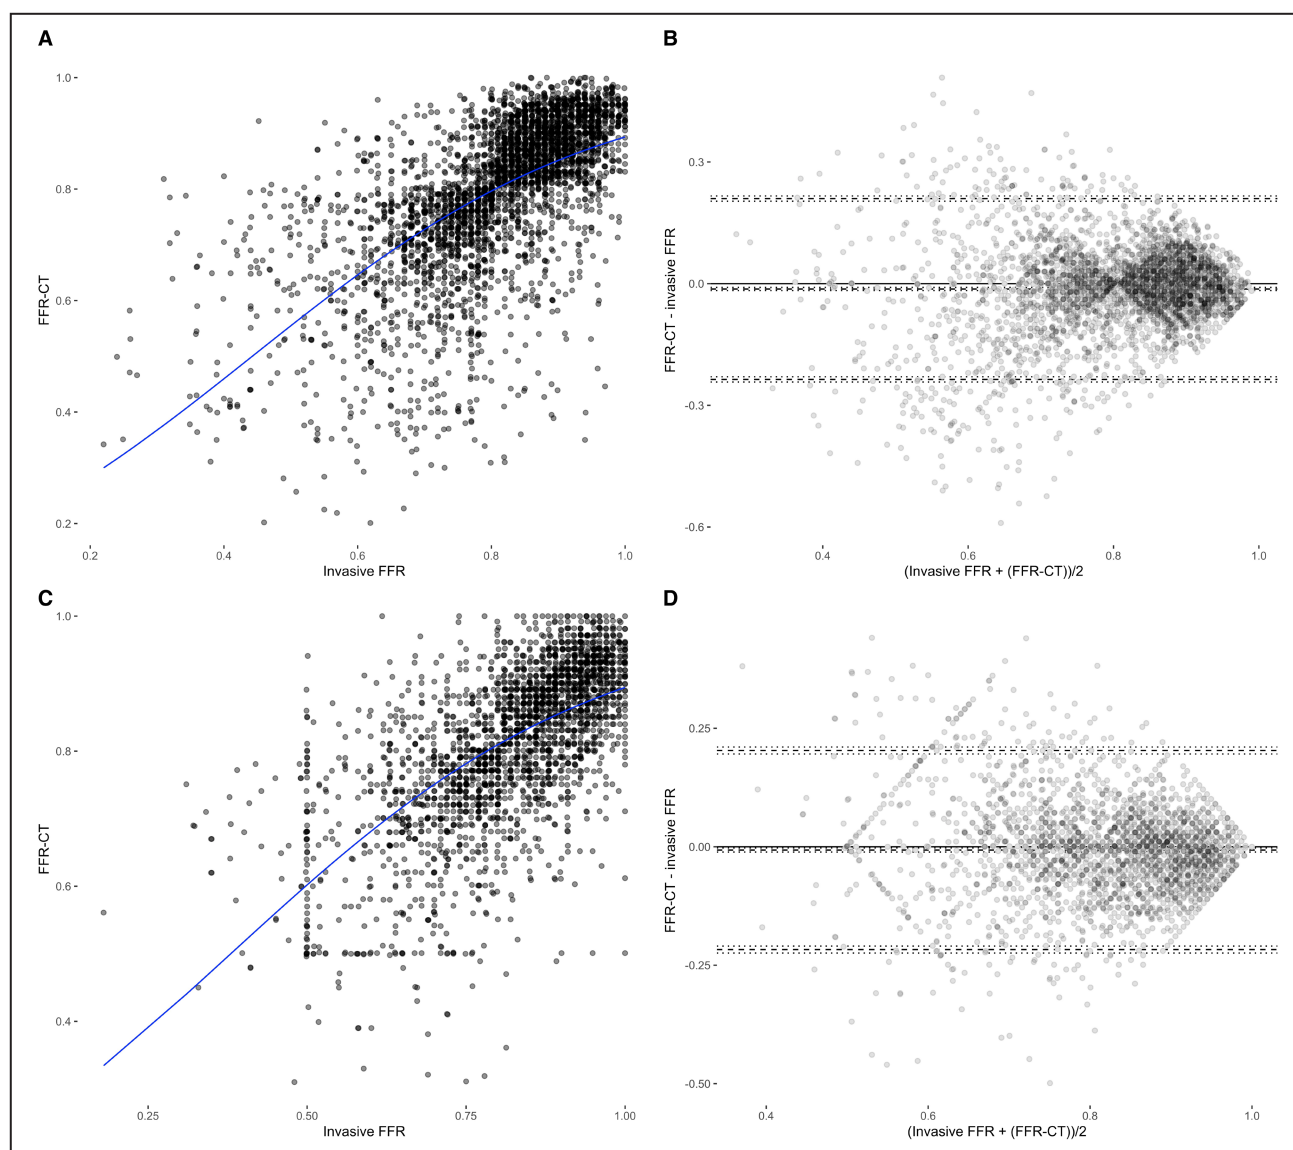 A
B
1.0
0.8
0.6
0.4
0.2
FFR-CT
0.2
0.4
0.6
0.8
1.0
Invasive FFR
0.3
0.0
-0.3
-0.6
FFR-CT - invasive FFR
0.4
0.6
0.8
1.0
(Invasive FFR + (FFR-CT))/2
C
D
1.0
0.8
0.6
0.4
FFR-CT
0.25
0.50
0.75
1.00
Invasive FFR
0.25
0.00
-0.25
-0.50
FFR-CT - invasive FFR
0.4
0.6
0.8
1.0
(Invasive FFR + (FFR-CT))/2